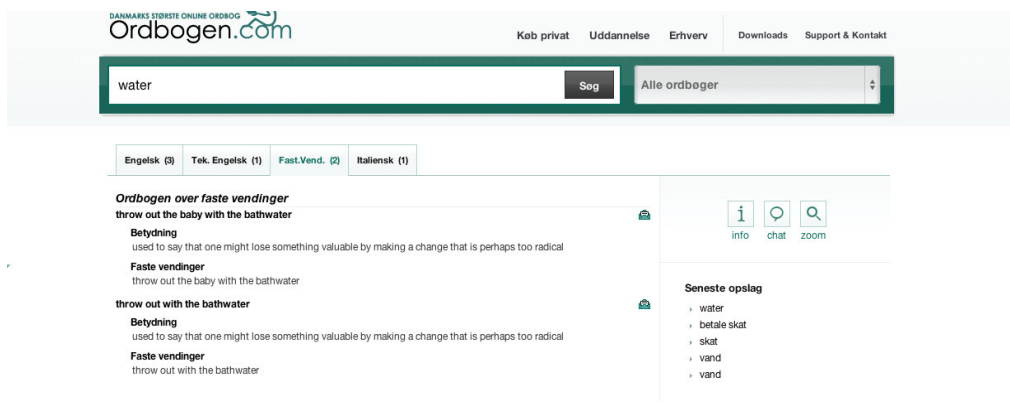 DANMARKS STØRSTE ONLINE ORDBOG
Ordbogen.com
Køb privat Uddannelse Erhverv Downloads Support & Kontakt
water Søg Alle ordbøger
Engelsk (3) Tek. Engelsk (1) Fast.Vend. (2) Italiensk (1)
Ordbogen over faste vendinger
throw out the baby with the bathwater
Betydning
used to say that one might lose something valuable by making a change that is perhaps too radical
Faste vendinger
throw out the baby with the bathwater
throw out with the bathwater
Betydning
used to say that one might lose something valuable by making a change that is perhaps too radical
Faste vendinger
throw out with the bathwater
info chat zoom
Seneste opslag
water
betale skat
skat
vand
vand